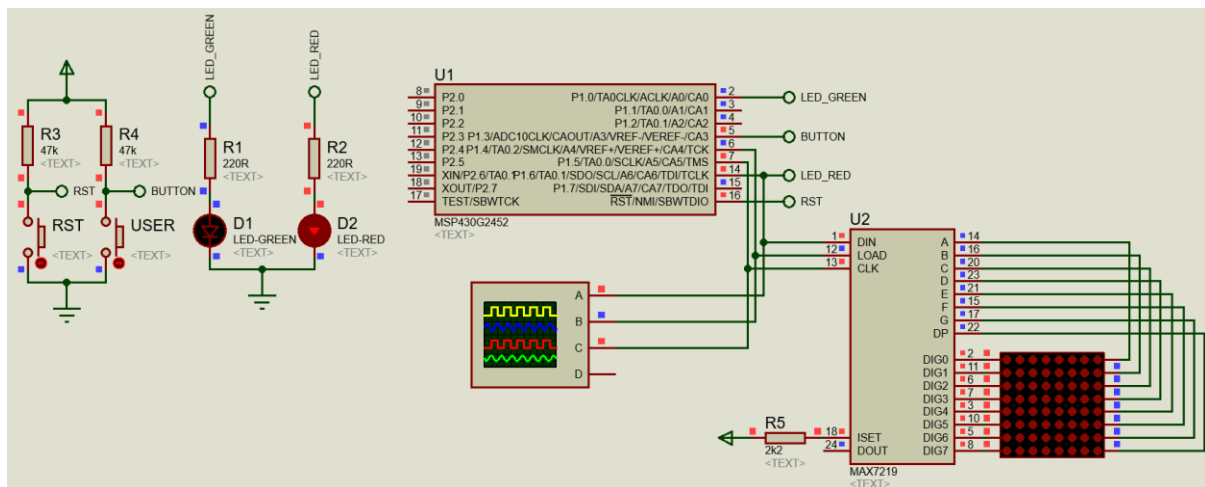 LED_GREEN
LED_RED
R3
47k
<TEXT>
R4
47k
<TEXT>
RST
BUTTON
RST
<TEXT>
USER
<TEXT>
R1
220R
<TEXT>
R2
220R
<TEXT>
D1
LED-GREEN
<TEXT>
D2
LED-RED
<TEXT>
U1
8 P2.0 P1.0/TA0CLK/ACLK/A0/CA0 2 LED_GREEN
9 P2.1 P1.1/TA0.0/A1/CA1 3
10 P2.2 P1.2/TA0.1/A2/CA2 4
11 P2.3 P1.3/ADC10CLK/CAOUT/A3/VREF-/VEREF-/CA3 5 BUTTON
12 P2.4 P1.4/TA0.2/SMCLK/A4/VREF+/VEREF+/CA4/TCK 6
13 P2.5 P1.5/TA0.0/SCLK/A5/CA5/TMS 7
19 XIN/P2.6/TA0.1 P1.6/TA0.1/SDO/SCL/A6/CA6/TDI/TCLK 14 LED_RED
18 XOUT/P2.7 P1.7/SDI/SDA/A7/CA7/TDO/TDI 15
17 TEST/SBWTCK RST/NMI/SBWTDIO 16 RST
MSP430G2452
<TEXT>
U2
1 DIN A 14
12 LOAD B 16
13 CLK C 20
D 23
E 21
F 15
G 17
DP 22
DIG0 2
DIG1 11
DIG2 6
DIG3 7
DIG4 3
DIG5 10
18 ISET DIG6 5
24 DOUT DIG7 8
MAX7219
<TEXT>
A
B
C
D
R5
2k2
<TEXT>